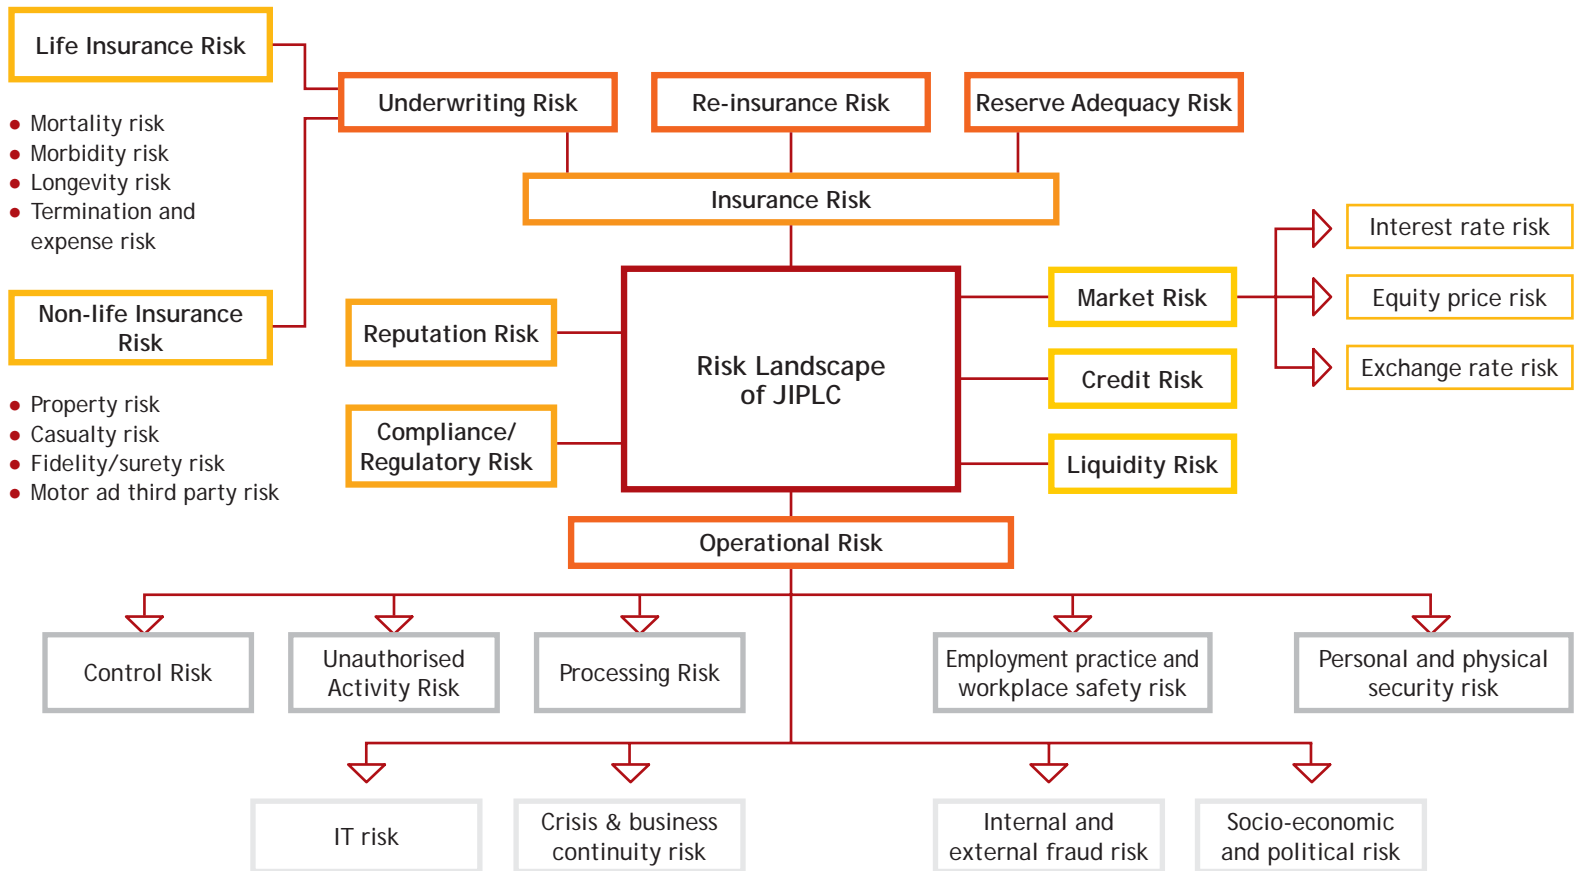 Life Insurance Risk
Mortality risk
Morbidity risk
Longevity risk
Termination and
expense risk
Non-life Insurance
Risk
Property risk
Casualty risk
Fidelity/surety risk
Motor ad third party risk
Underwriting Risk
Re-insurance Risk
Reserve Adequacy Risk
Insurance Risk
Reputation Risk
Compliance/
Regulatory Risk
Risk Landscape
of JIPLC
Market Risk
Credit Risk
Liquidity Risk
Interest rate risk
Equity price risk
Exchange rate risk
Operational Risk
Control Risk
Unauthorised
Activity Risk
Processing Risk
Employment practice and
workplace safety risk
Personal and physical
security risk
IT risk
Crisis & business
continuity risk
Internal and
external fraud risk
Socio-economic
and political risk